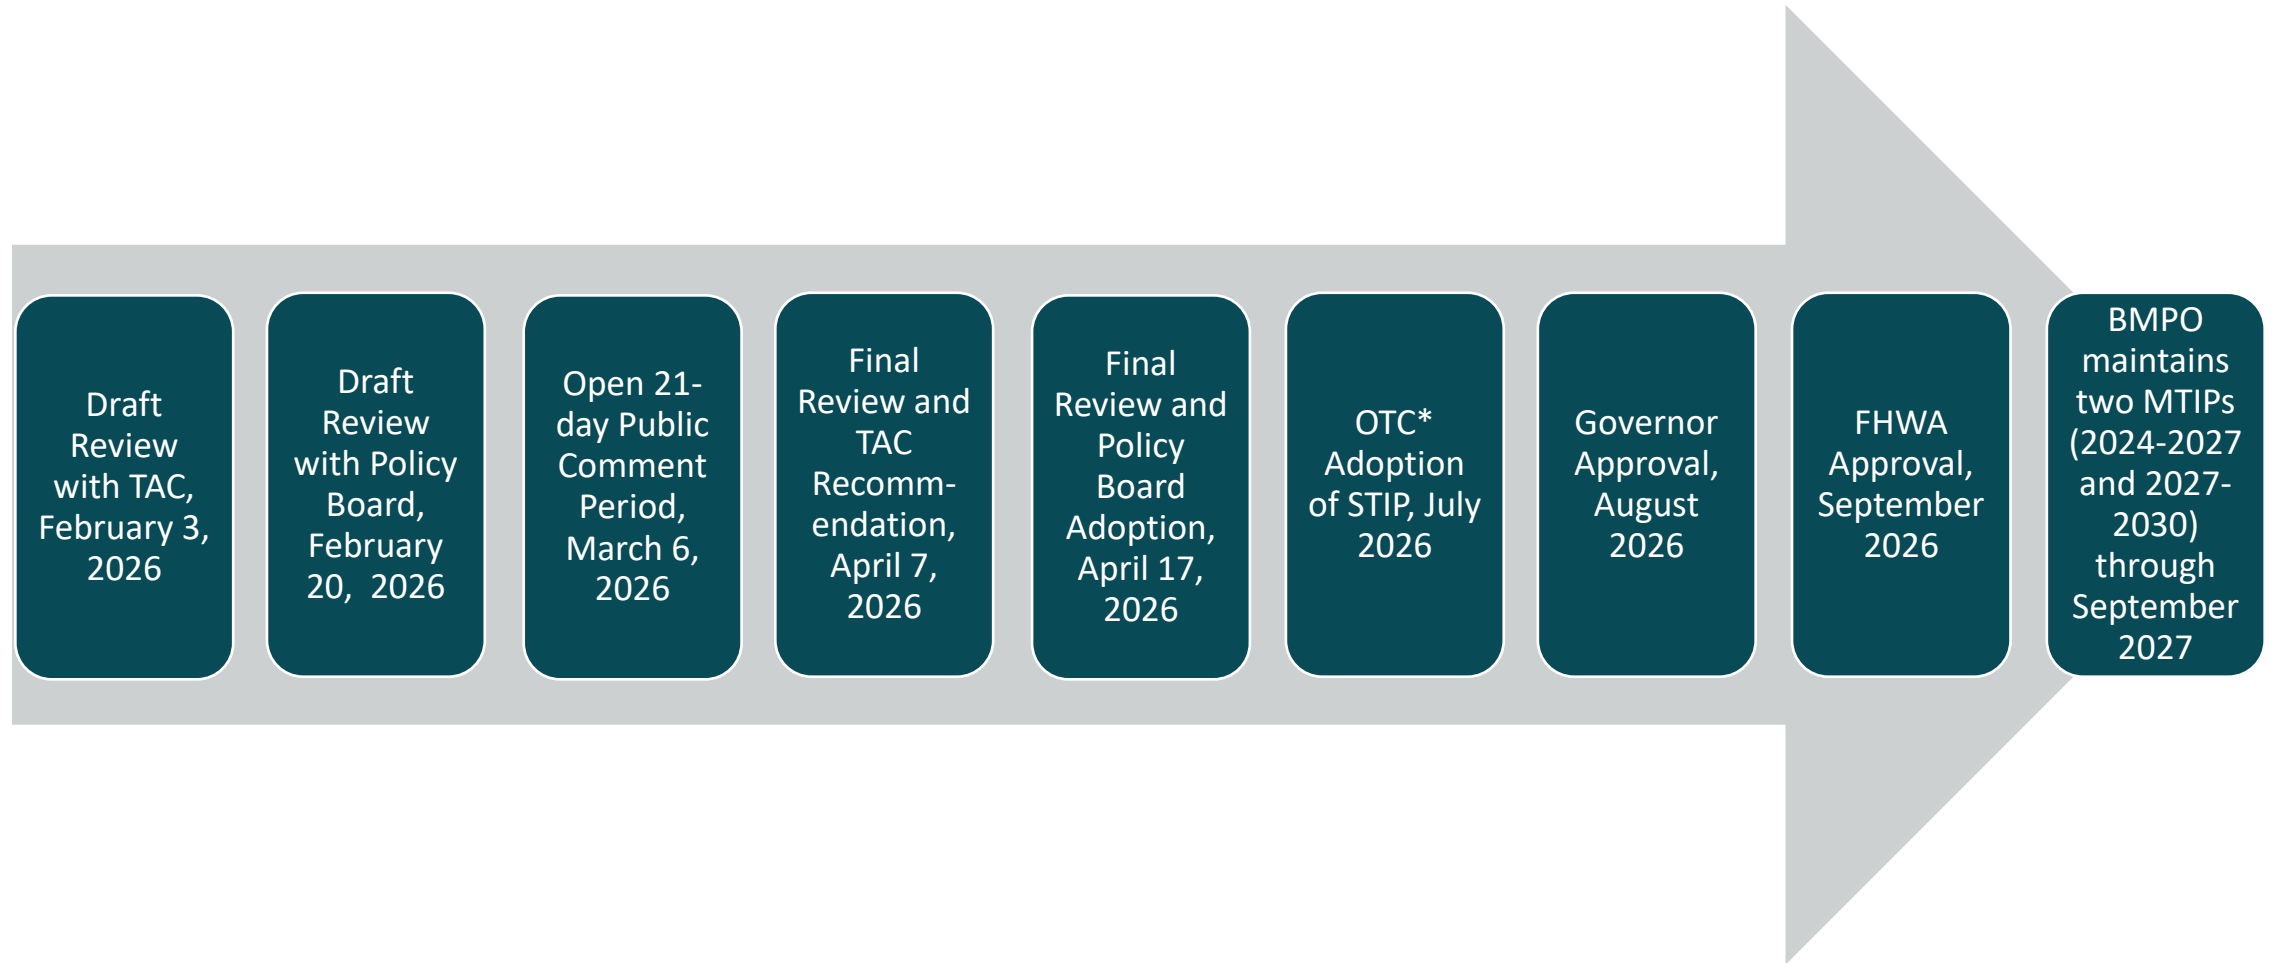 Draft
Review
with TAC,
February 3,
2026
Draft
Review
with Policy
Board,
February
20,  2026
Open 21-
day Public
Comment
Period,
March 6,
2026
Final
Review and
TAC
Recomm-
endation,
April 7,
2026
Final
Review and
Policy
Board
Adoption,
April 17,
2026
OTC*
Adoption
of STIP, July
2026
Governor
Approval,
August
2026
FHWA
Approval,
September
2026
BMPO
maintains
two MTIPs
(2024-2027
and 2027-
2030)
through
September
2027